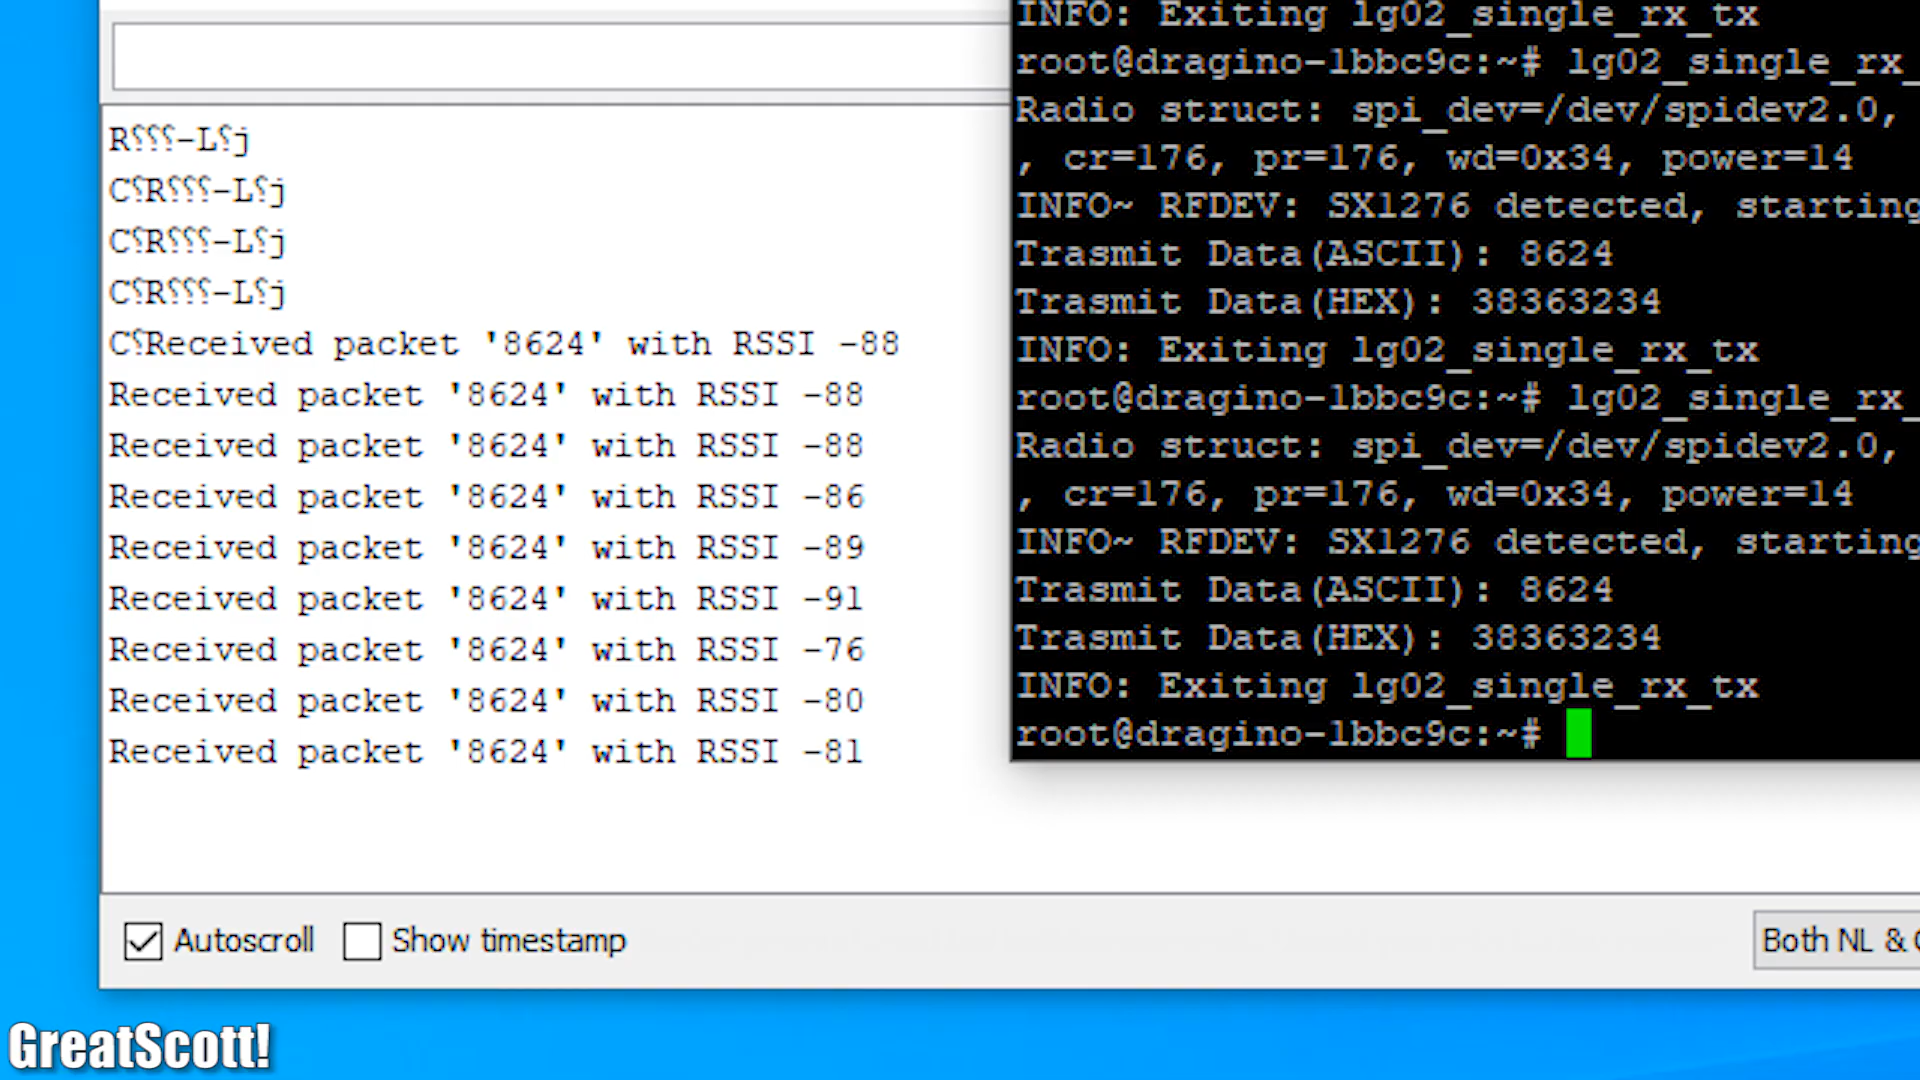 R⸮⸮⸮-L⸮j
C⸮R⸮⸮⸮-L⸮j
C⸮R⸮⸮⸮-L⸮j
C⸮R⸮⸮⸮-L⸮j
C⸮Received packet '8624' with RSSI -88
Received packet '8624' with RSSI -88
Received packet '8624' with RSSI -88
Received packet '8624' with RSSI -86
Received packet '8624' with RSSI -89
Received packet '8624' with RSSI -91
Received packet '8624' with RSSI -76
Received packet '8624' with RSSI -80
Received packet '8624' with RSSI -81
INFO: Exiting lg02_single_rx_tx
root@dragino-1bbc9c:~# lg02_single_rx_
Radio struct: spi_dev=/dev/spidev2.0,
, cr=176, pr=176, wd=0x34, power=14
INFO~ RFDEV: SX1276 detected, starting
Trasmit Data(ASCII): 8624
Trasmit Data(HEX): 38363234
INFO: Exiting lg02_single_rx_tx
root@dragino-1bbc9c:~# lg02_single_rx_
Radio struct: spi_dev=/dev/spidev2.0,
, cr=176, pr=176, wd=0x34, power=14
INFO~ RFDEV: SX1276 detected, starting
Trasmit Data(ASCII): 8624
Trasmit Data(HEX): 38363234
INFO: Exiting lg02_single_rx_tx
root@dragino-1bbc9c:~#
Autoscroll Show timestamp
Both NL &
GreatScott!